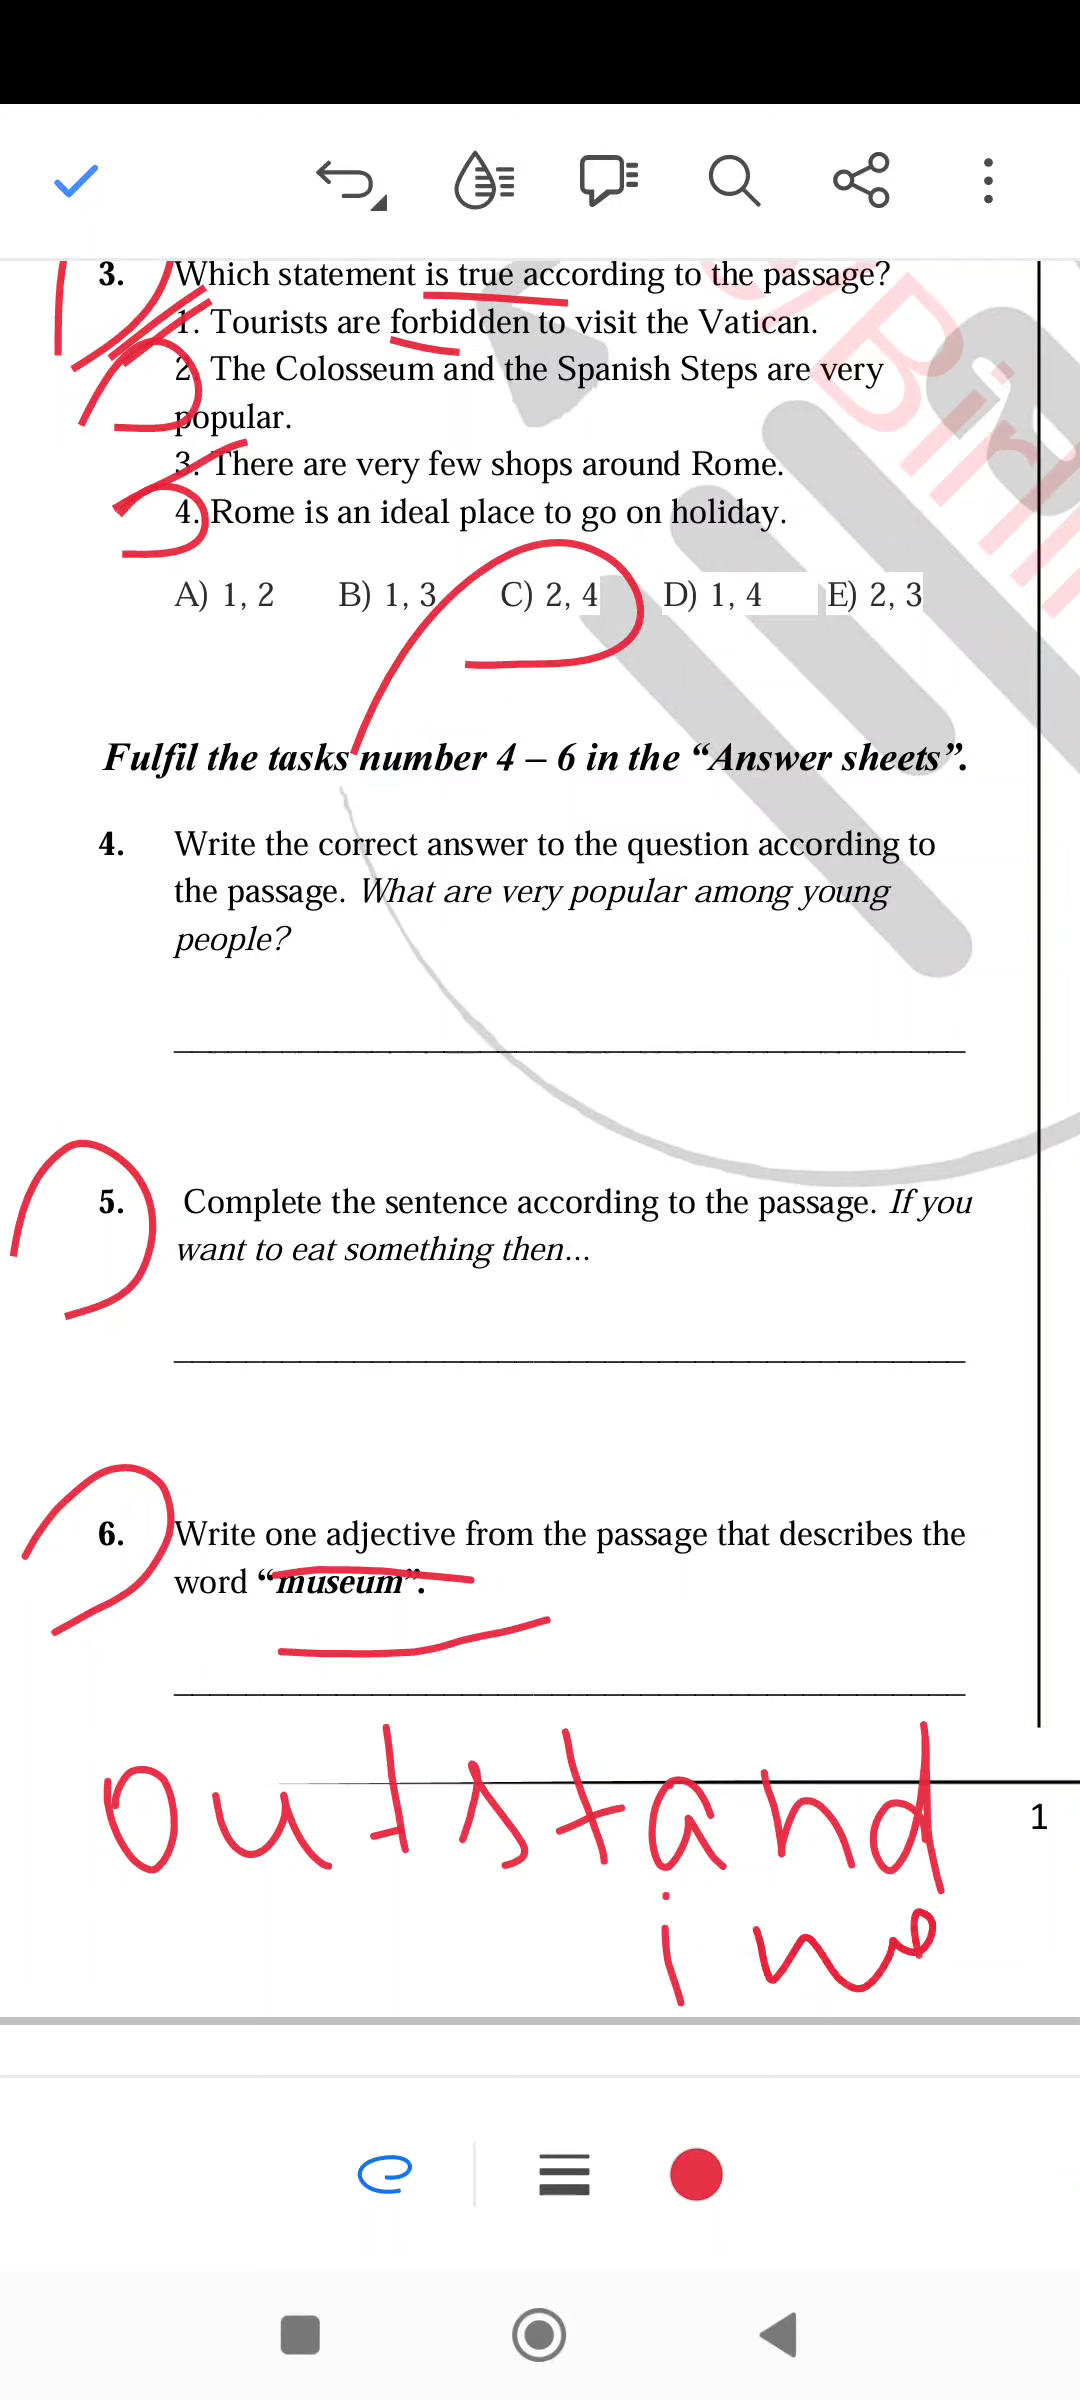 3. Which statement is true according to the passage?
1. Tourists are forbidden to visit the Vatican.
2. The Colosseum and the Spanish Steps are very
popular.
3. There are very few shops around Rome.
4. Rome is an ideal place to go on holiday.
A) 1, 2 B) 1, 3 C) 2, 4 D) 1, 4 E) 2, 3
Fulfil the tasks number 4 – 6 in the “Answer sheets”.
4. Write the correct answer to the question according to
the passage. What are very popular among young
people?
5. Complete the sentence according to the passage. If you
want to eat something then...
6. Write one adjective from the passage that describes the
word “museum”.
outstand
1